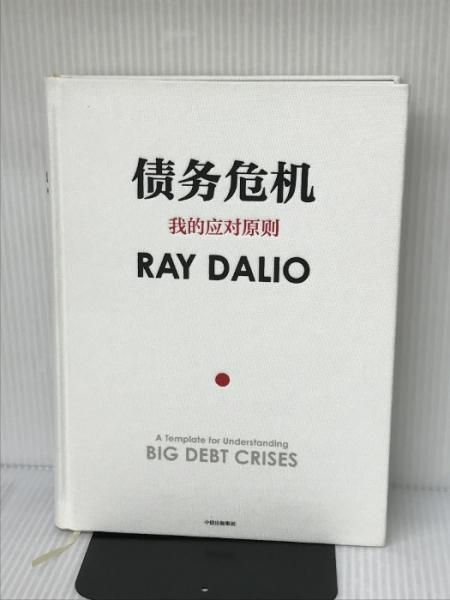 债务危机
我的应对原则
RAY DALIO
A Template for Understanding
BIG DEBT CRISES
中信出版集团